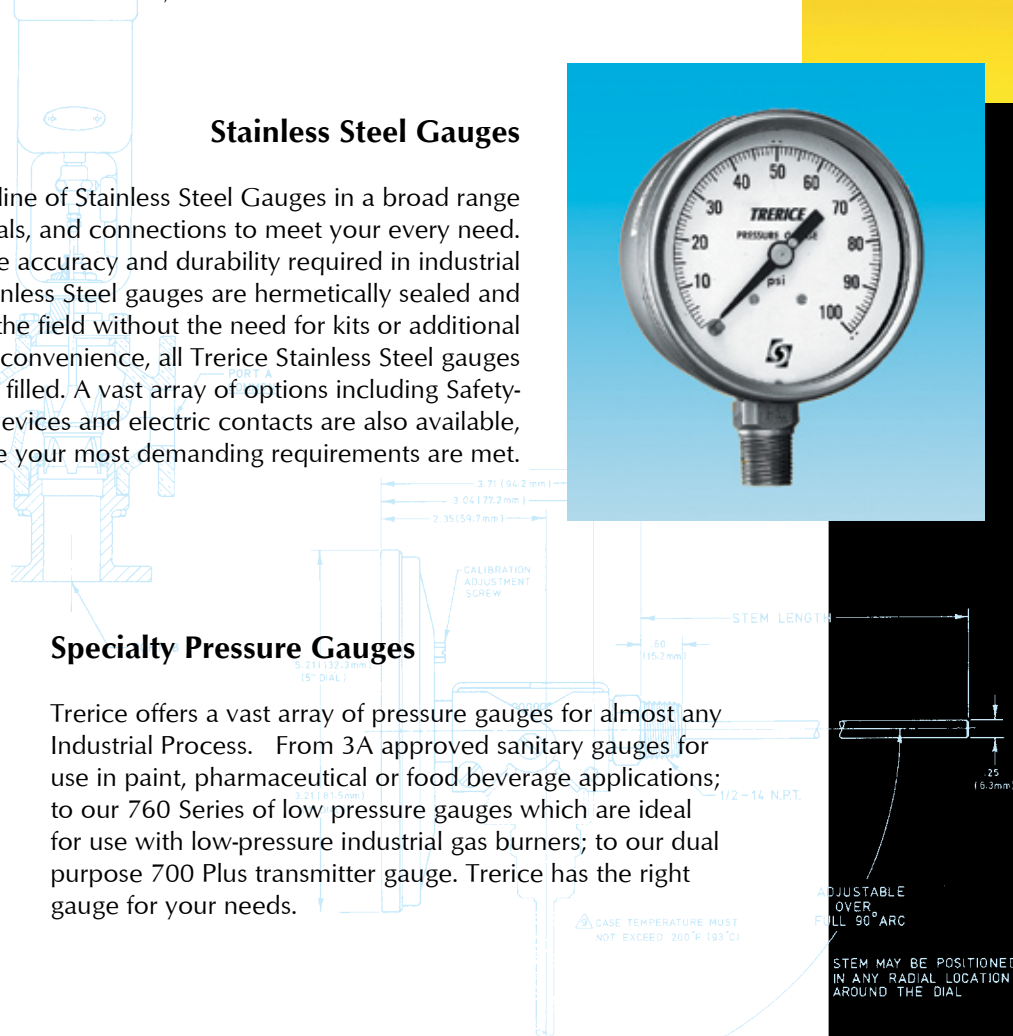 Stainless Steel Gauges
line of Stainless Steel Gauges in a broad range
als, and connections to meet your every need.
e accuracy and durability required in industrial
nless Steel gauges are hermetically sealed and
the field without the need for kits or additional
convenience, all Trerice Stainless Steel gauges
filled. A vast array of options including Safety-
evices and electric contacts are also available,
e your most demanding requirements are met.
50
40 60
30 70
TRERICE
PRESSURE GAUGE
20 80
psi
10 90
100
PORT A
3.71 (94.2mm)
3.04 (77.2mm)
2.35 (59.7mm)
CALIBRATION
ADJUSTMENT
SCREW
STEM LENGTH
.60
(15.2mm)
Specialty Pressure Gauges
(5" DIAL)
Trerice offers a vast array of pressure gauges for almost any
Industrial Process. From 3A approved sanitary gauges for
use in paint, pharmaceutical or food beverage applications;
to our 760 Series of low pressure gauges which are ideal
for use with low-pressure industrial gas burners; to our dual
purpose 700 Plus transmitter gauge. Trerice has the right
gauge for your needs.
1/2-14 N.P.T.
.25
(6.3mm)
ADJUSTABLE
OVER
FULL 90° ARC
CASE TEMPERATURE MUST
NOT EXCEED 200°F (93°C)
STEM MAY BE POSITIONED
IN ANY RADIAL LOCATION
AROUND THE DIAL